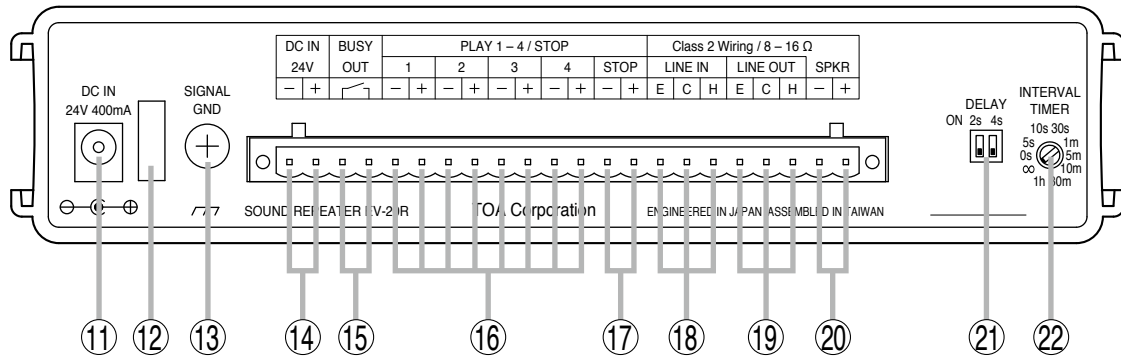 DC IN BUSY PLAY 1 – 4 / STOP Class 2 Wiring / 8 – 16 Ω
24V OUT 1 2 3 4 STOP LINE IN LINE OUT SPKR
− + − + − + − + − + − + E C H E C H − +
DC IN
24V 400mA
SIGNAL
GND
DELAY
ON 2s 4s
INTERVAL
TIMER
10s 30s
5s 1m
0s 5m
∞ 10m
1h 30m
SOUND REPEATER EV-20R TOA Corporation ENGINEERED IN JAPAN / ASSEMBLED IN TAIWAN
⊖ C ⊕
⑪ ⑫ ⑬ ⑭ ⑮ ⑯ ⑰ ⑱ ⑲ ⑳ ㉑ ㉒